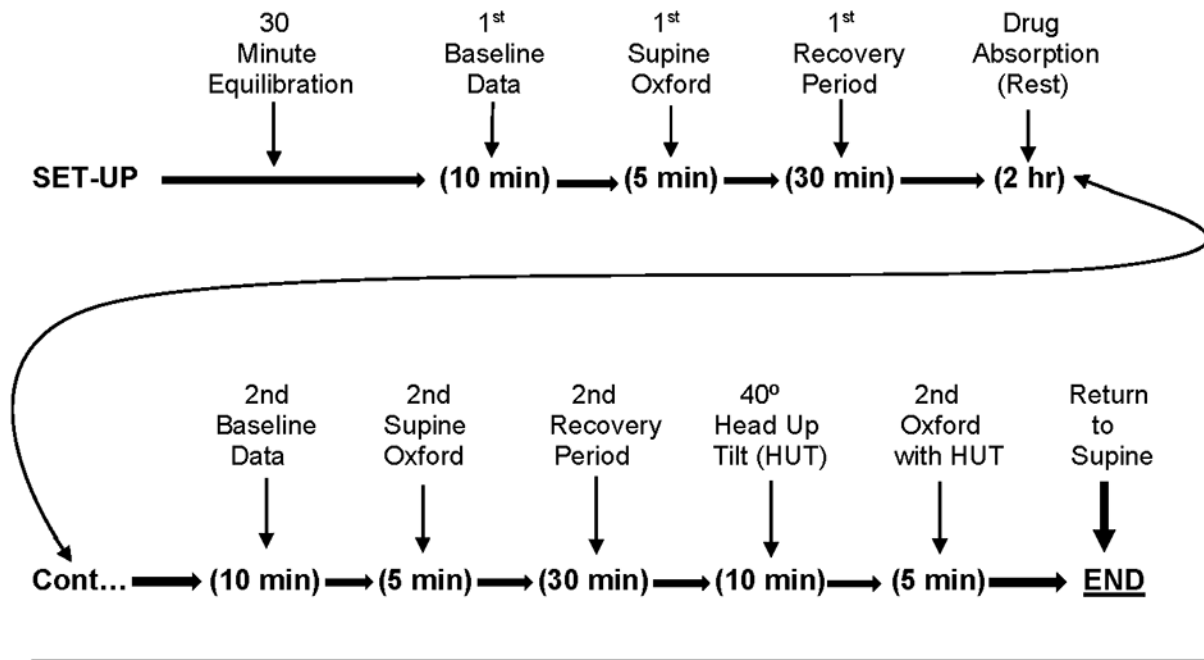 30
Minute
Equilibration
1st
Baseline
Data
1st
Supine
Oxford
1st
Recovery
Period
Drug
Absorption
(Rest)
SET-UP (10 min) (5 min) (30 min) (2 hr)
2nd
Baseline
Data
2nd
Supine
Oxford
2nd
Recovery
Period
40º
Head Up
Tilt (HUT)
2nd
Oxford
with HUT
Return
to
Supine
Cont... (10 min) (5 min) (30 min) (10 min) (5 min) END